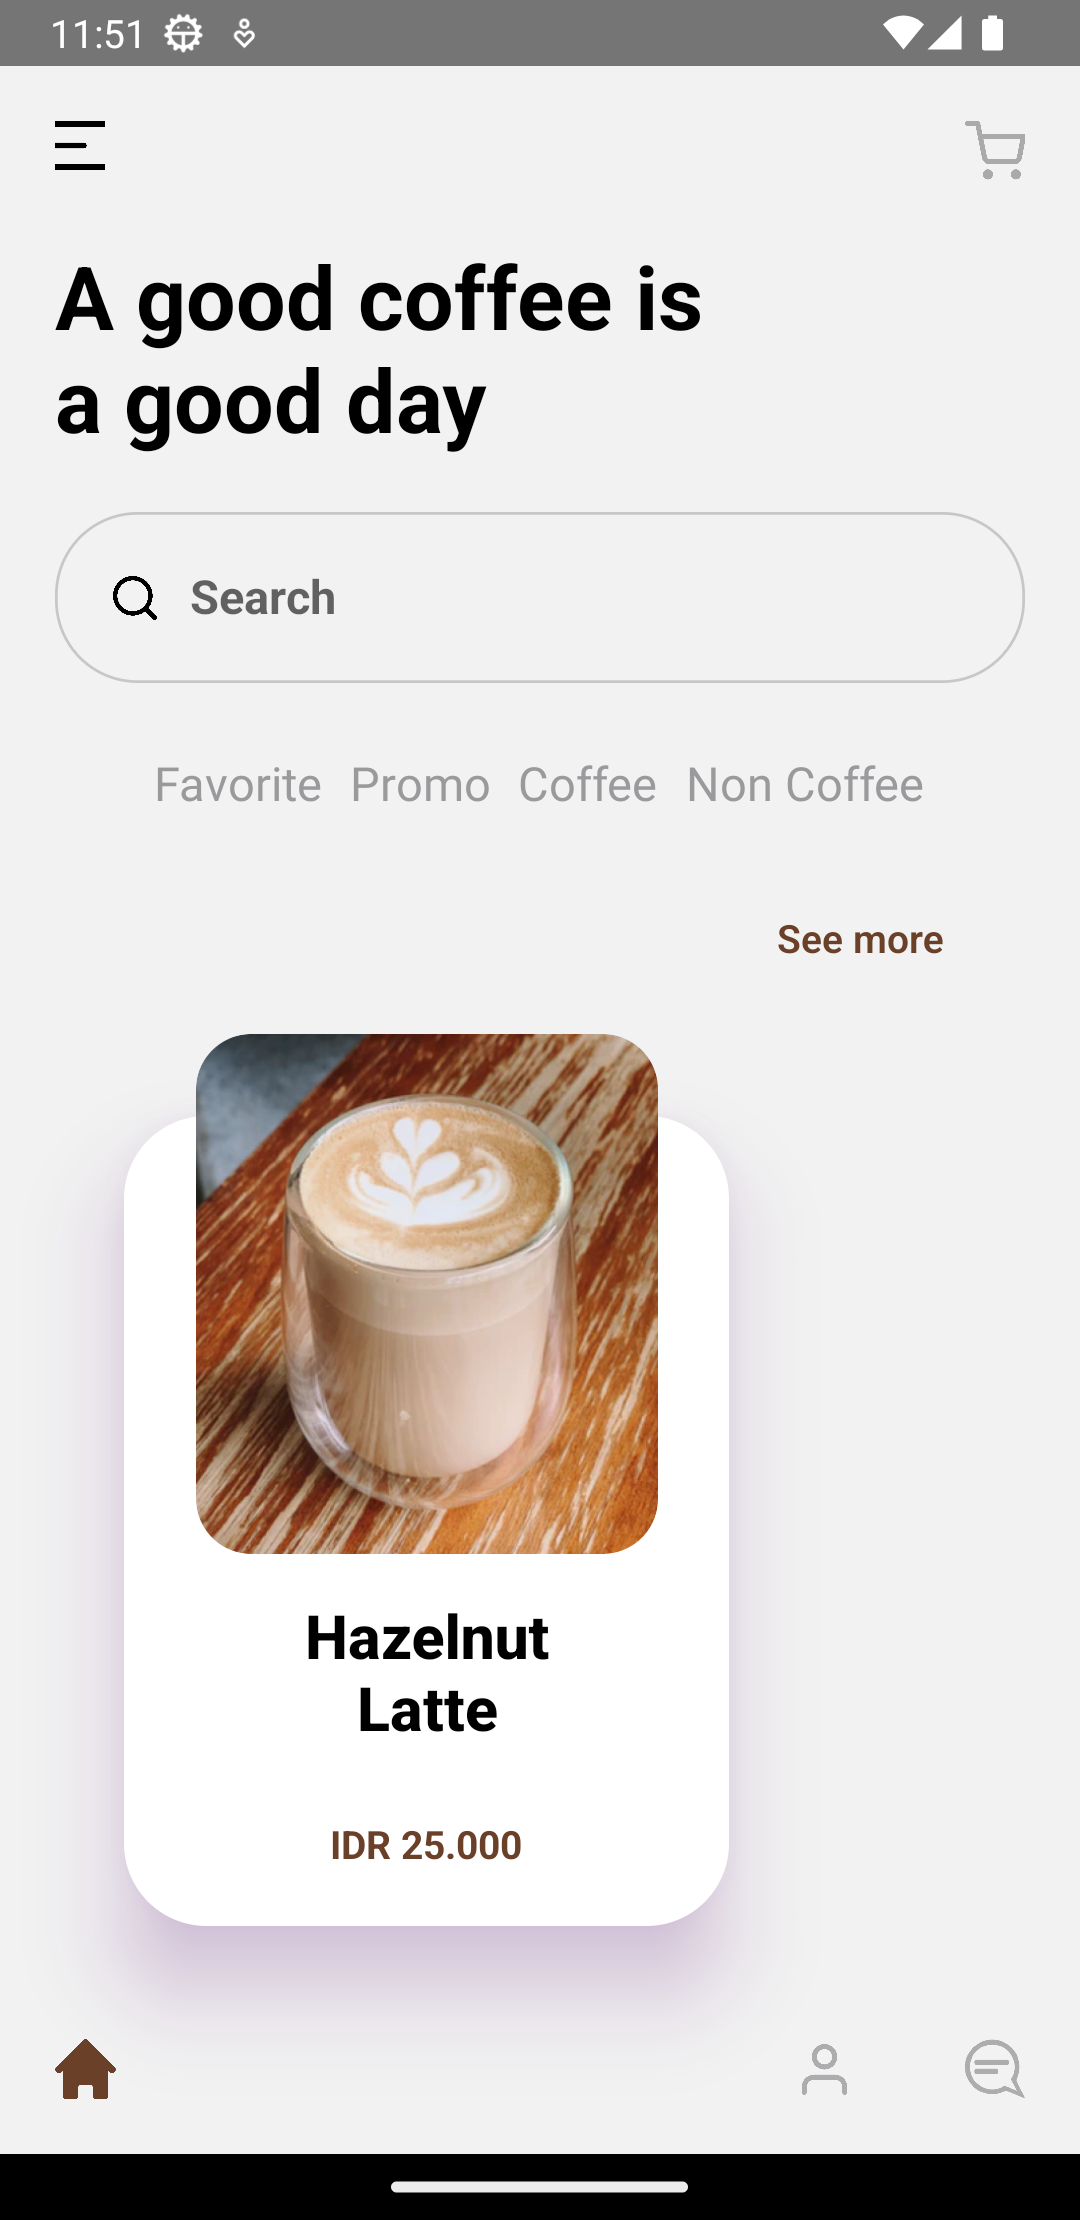 11:51
A good coffee is
a good day
Search
Favorite Promo Coffee Non Coffee
See more
Hazelnut
Latte
IDR 25.000